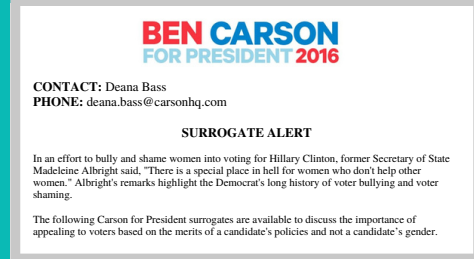 BEN CARSON
FOR PRESIDENT 2016
CONTACT: Deana Bass
PHONE: deana.bass@carsonhq.com
SURROGATE ALERT
In an effort to bully and shame women into voting for Hillary Clinton, former Secretary of State
Madeleine Albright said, "There is a special place in hell for women who don't help other
women." Albright's remarks highlight the Democrat's long history of voter bullying and voter
shaming.
The following Carson for President surrogates are available to discuss the importance of
appealing to voters based on the merits of a candidate's policies and not a candidate’s gender.